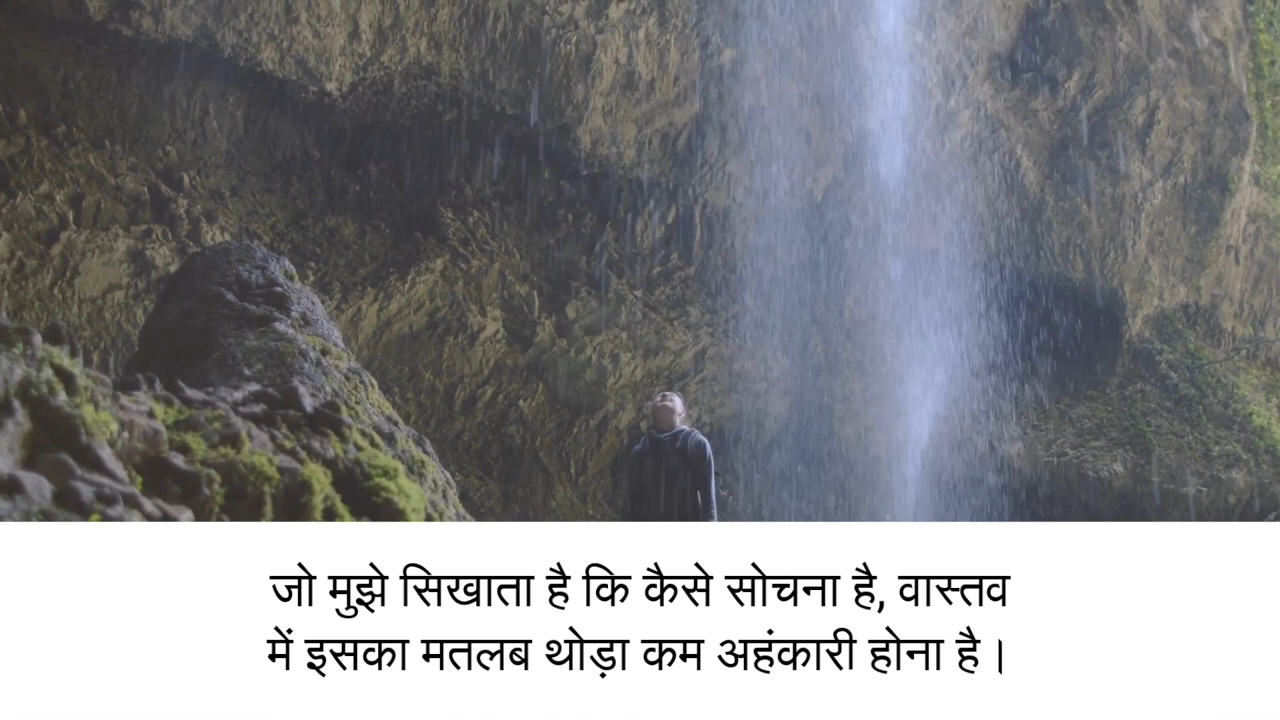 जो मुझे सिखाता है कि कैसे सोचना है, वास्तव
में इसका मतलब थोड़ा कम अहंकारी होना है।